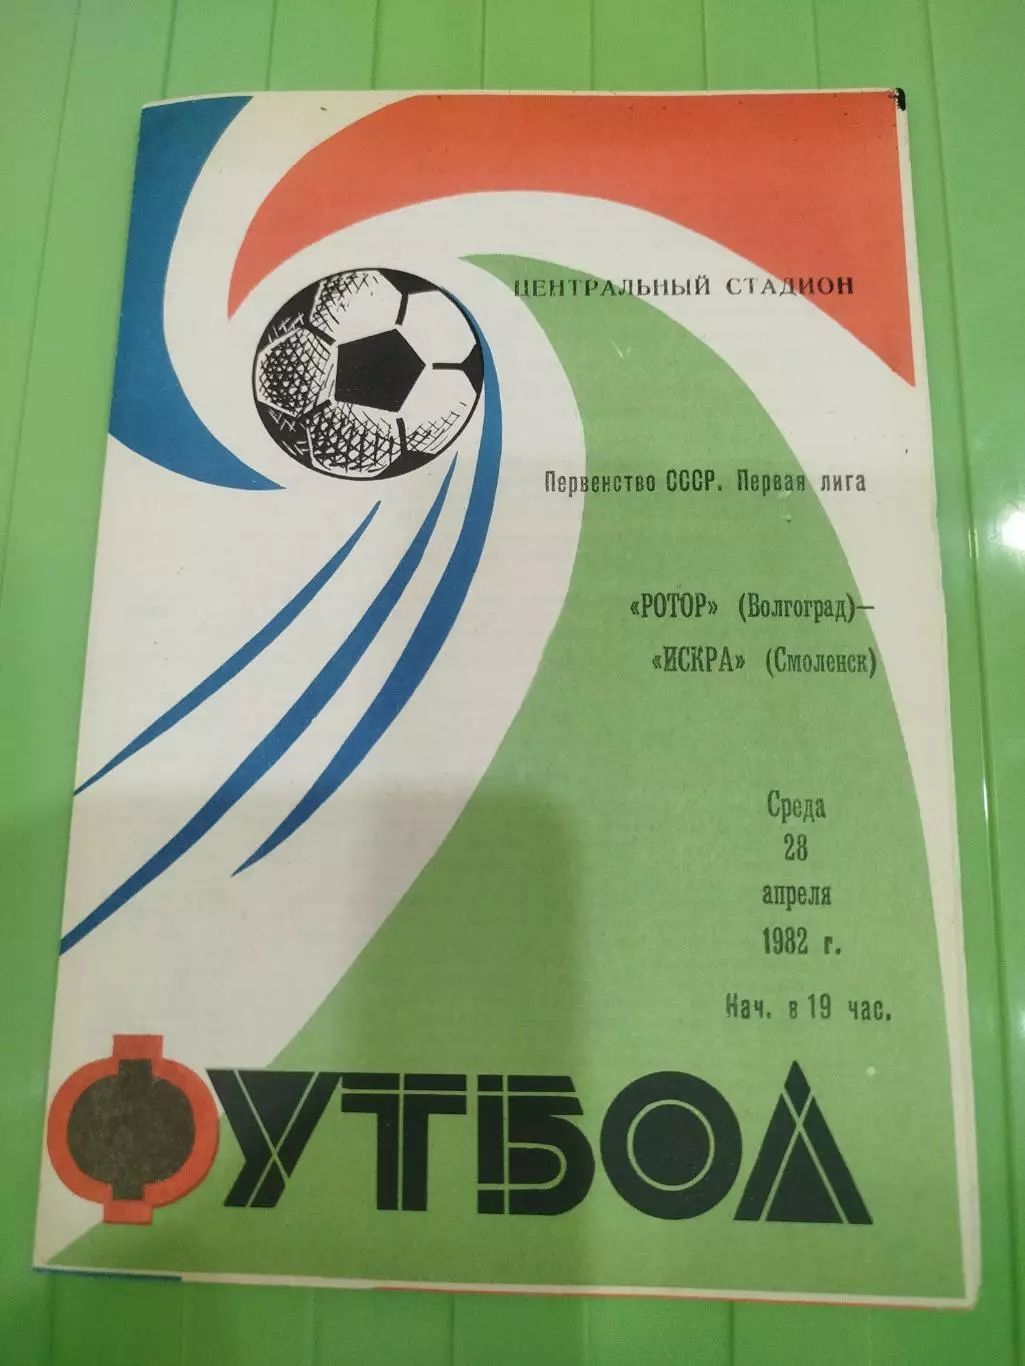 ЦЕНТРАЛЬНЫЙ СТАДИОН
Первенство СССР. Первая лига
«РОТОР» (Волгоград)—
«ИСКРА» (Смоленск)
Среда
28
апреля
1982 г.
Нач. в 19 час.
ФУТБОЛ